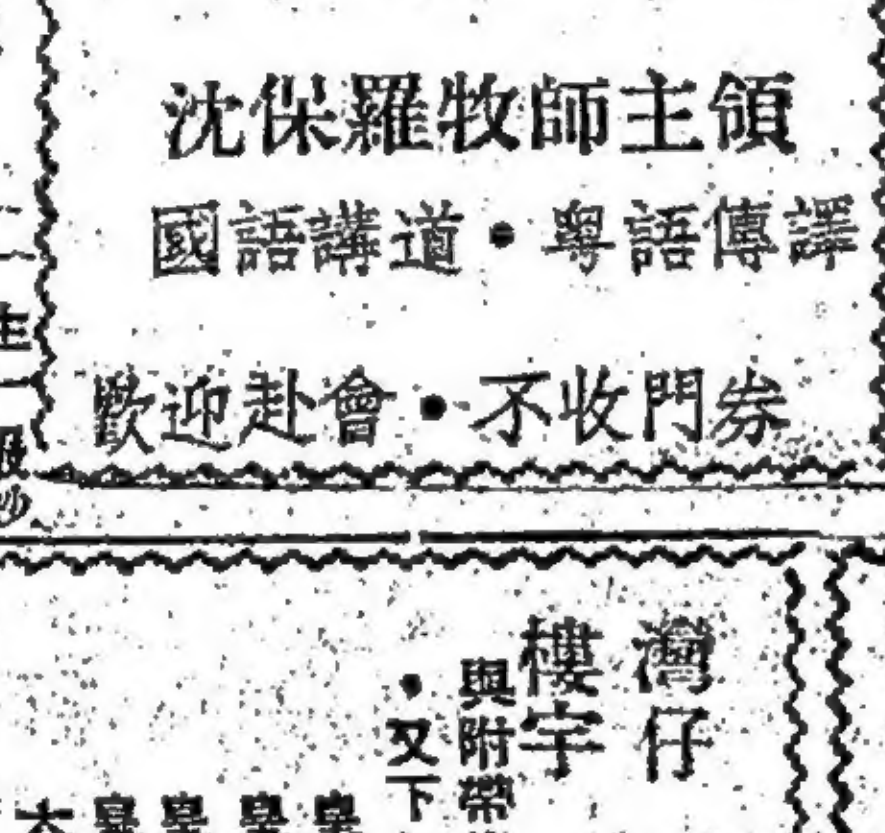 沈保羅牧師主領
國語講道・粵語傳譯
歡迎赴會・不收門券
灣仔
樓宇
與附帶
・又下